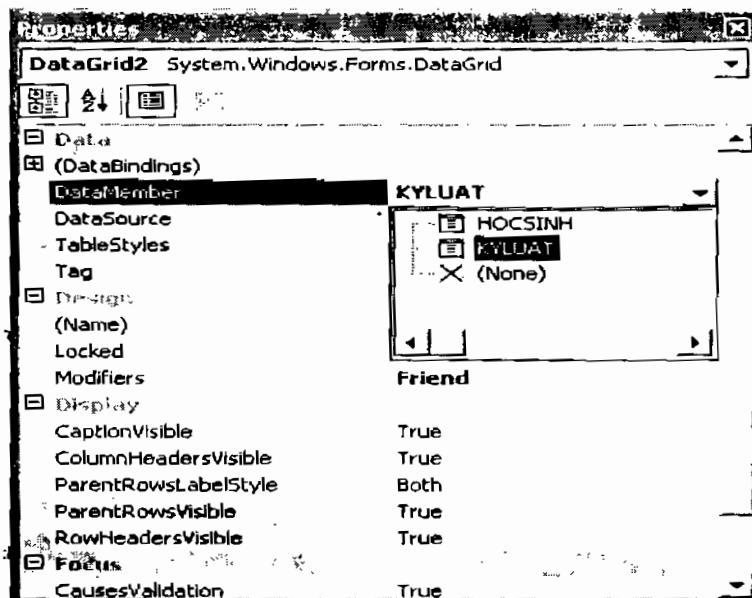 Properties
DataGrid2 System.Windows.Forms.DataGrid
Data
(DataBindings)
DataMember KYLUAT
DataSource HOCSINH
TableStyles KYLUAT
Tag (None)
Design
(Name)
Locked
Modifiers Friend
Display
CaptionVisible True
ColumnHeadersVisible True
ParentRowsLabelStyle Both
ParentRowsVisible True
RowHeadersVisible True
Focus
CausesValidation True